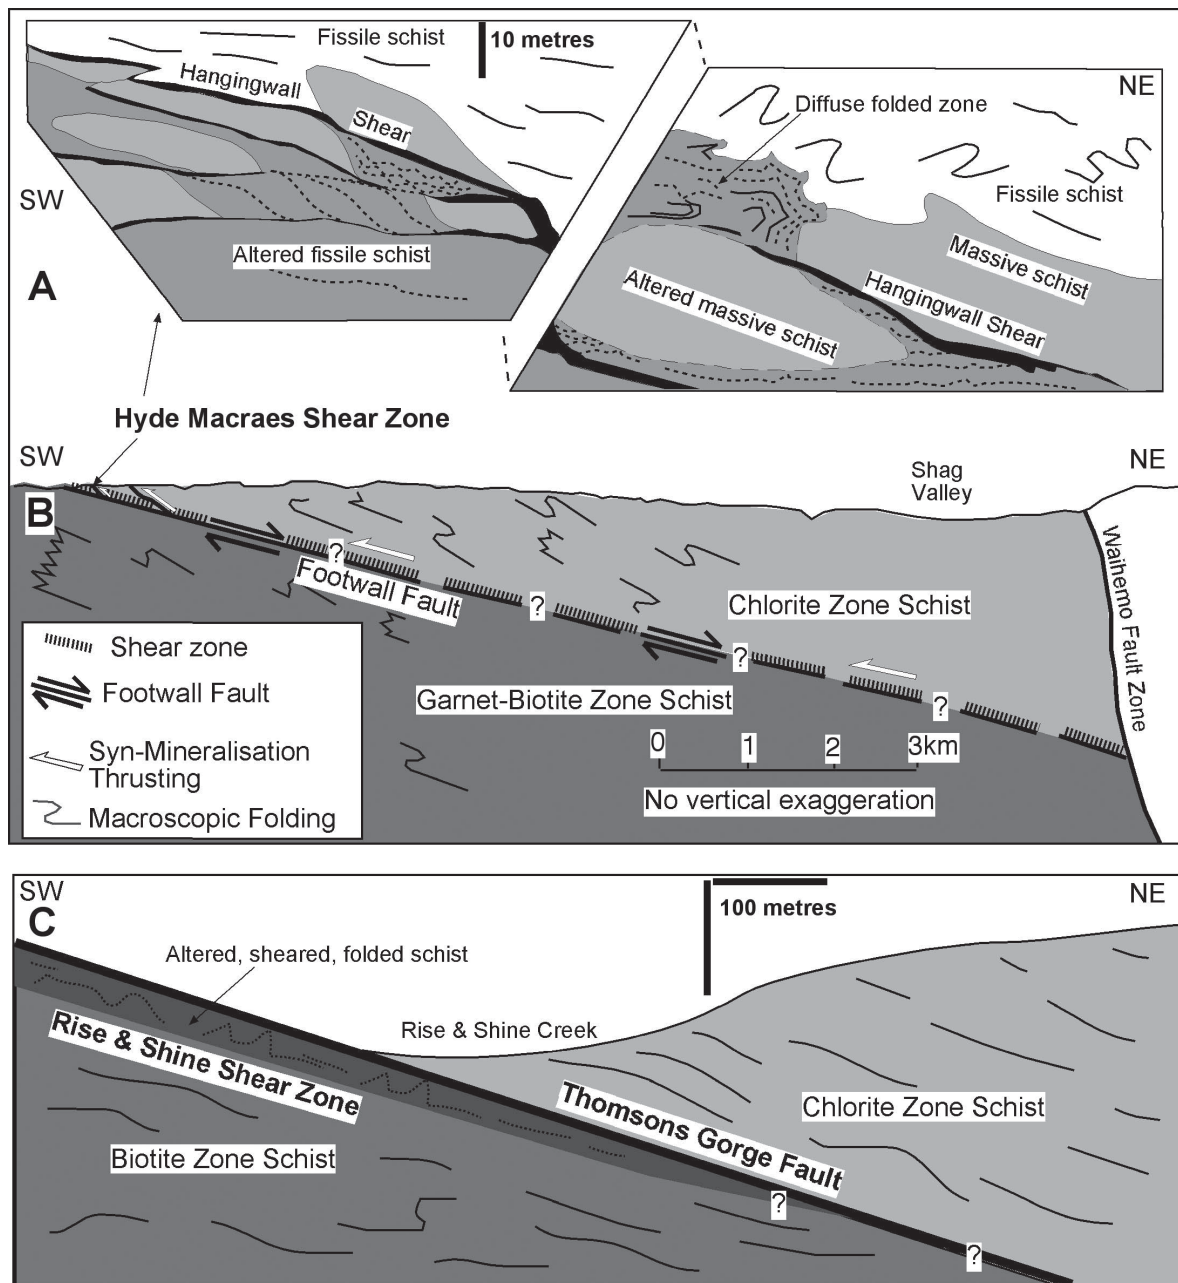 Fissile schist
10 metres
Hangingwall
Shear
SW
Altered fissile schist
A
NE
Diffuse folded zone
Fissile schist
Massive schist
Hangingwall Shear
Altered massive schist
Hyde Macraes Shear Zone
SW
NE
B
Shag
Valley
Waihemo Fault Zone
?
Footwall Fault
?
Chlorite Zone Schist
?
?
Garnet-Biotite Zone Schist
0 1 2 3km
No vertical exaggeration
Shear zone
Footwall Fault
Syn-Mineralisation
Thrusting
Macroscopic Folding
SW
NE
C
100 metres
Altered, sheared, folded schist
Rise & Shine Creek
Rise & Shine Shear Zone
Thomsons Gorge Fault
Chlorite Zone Schist
Biotite Zone Schist
?
?